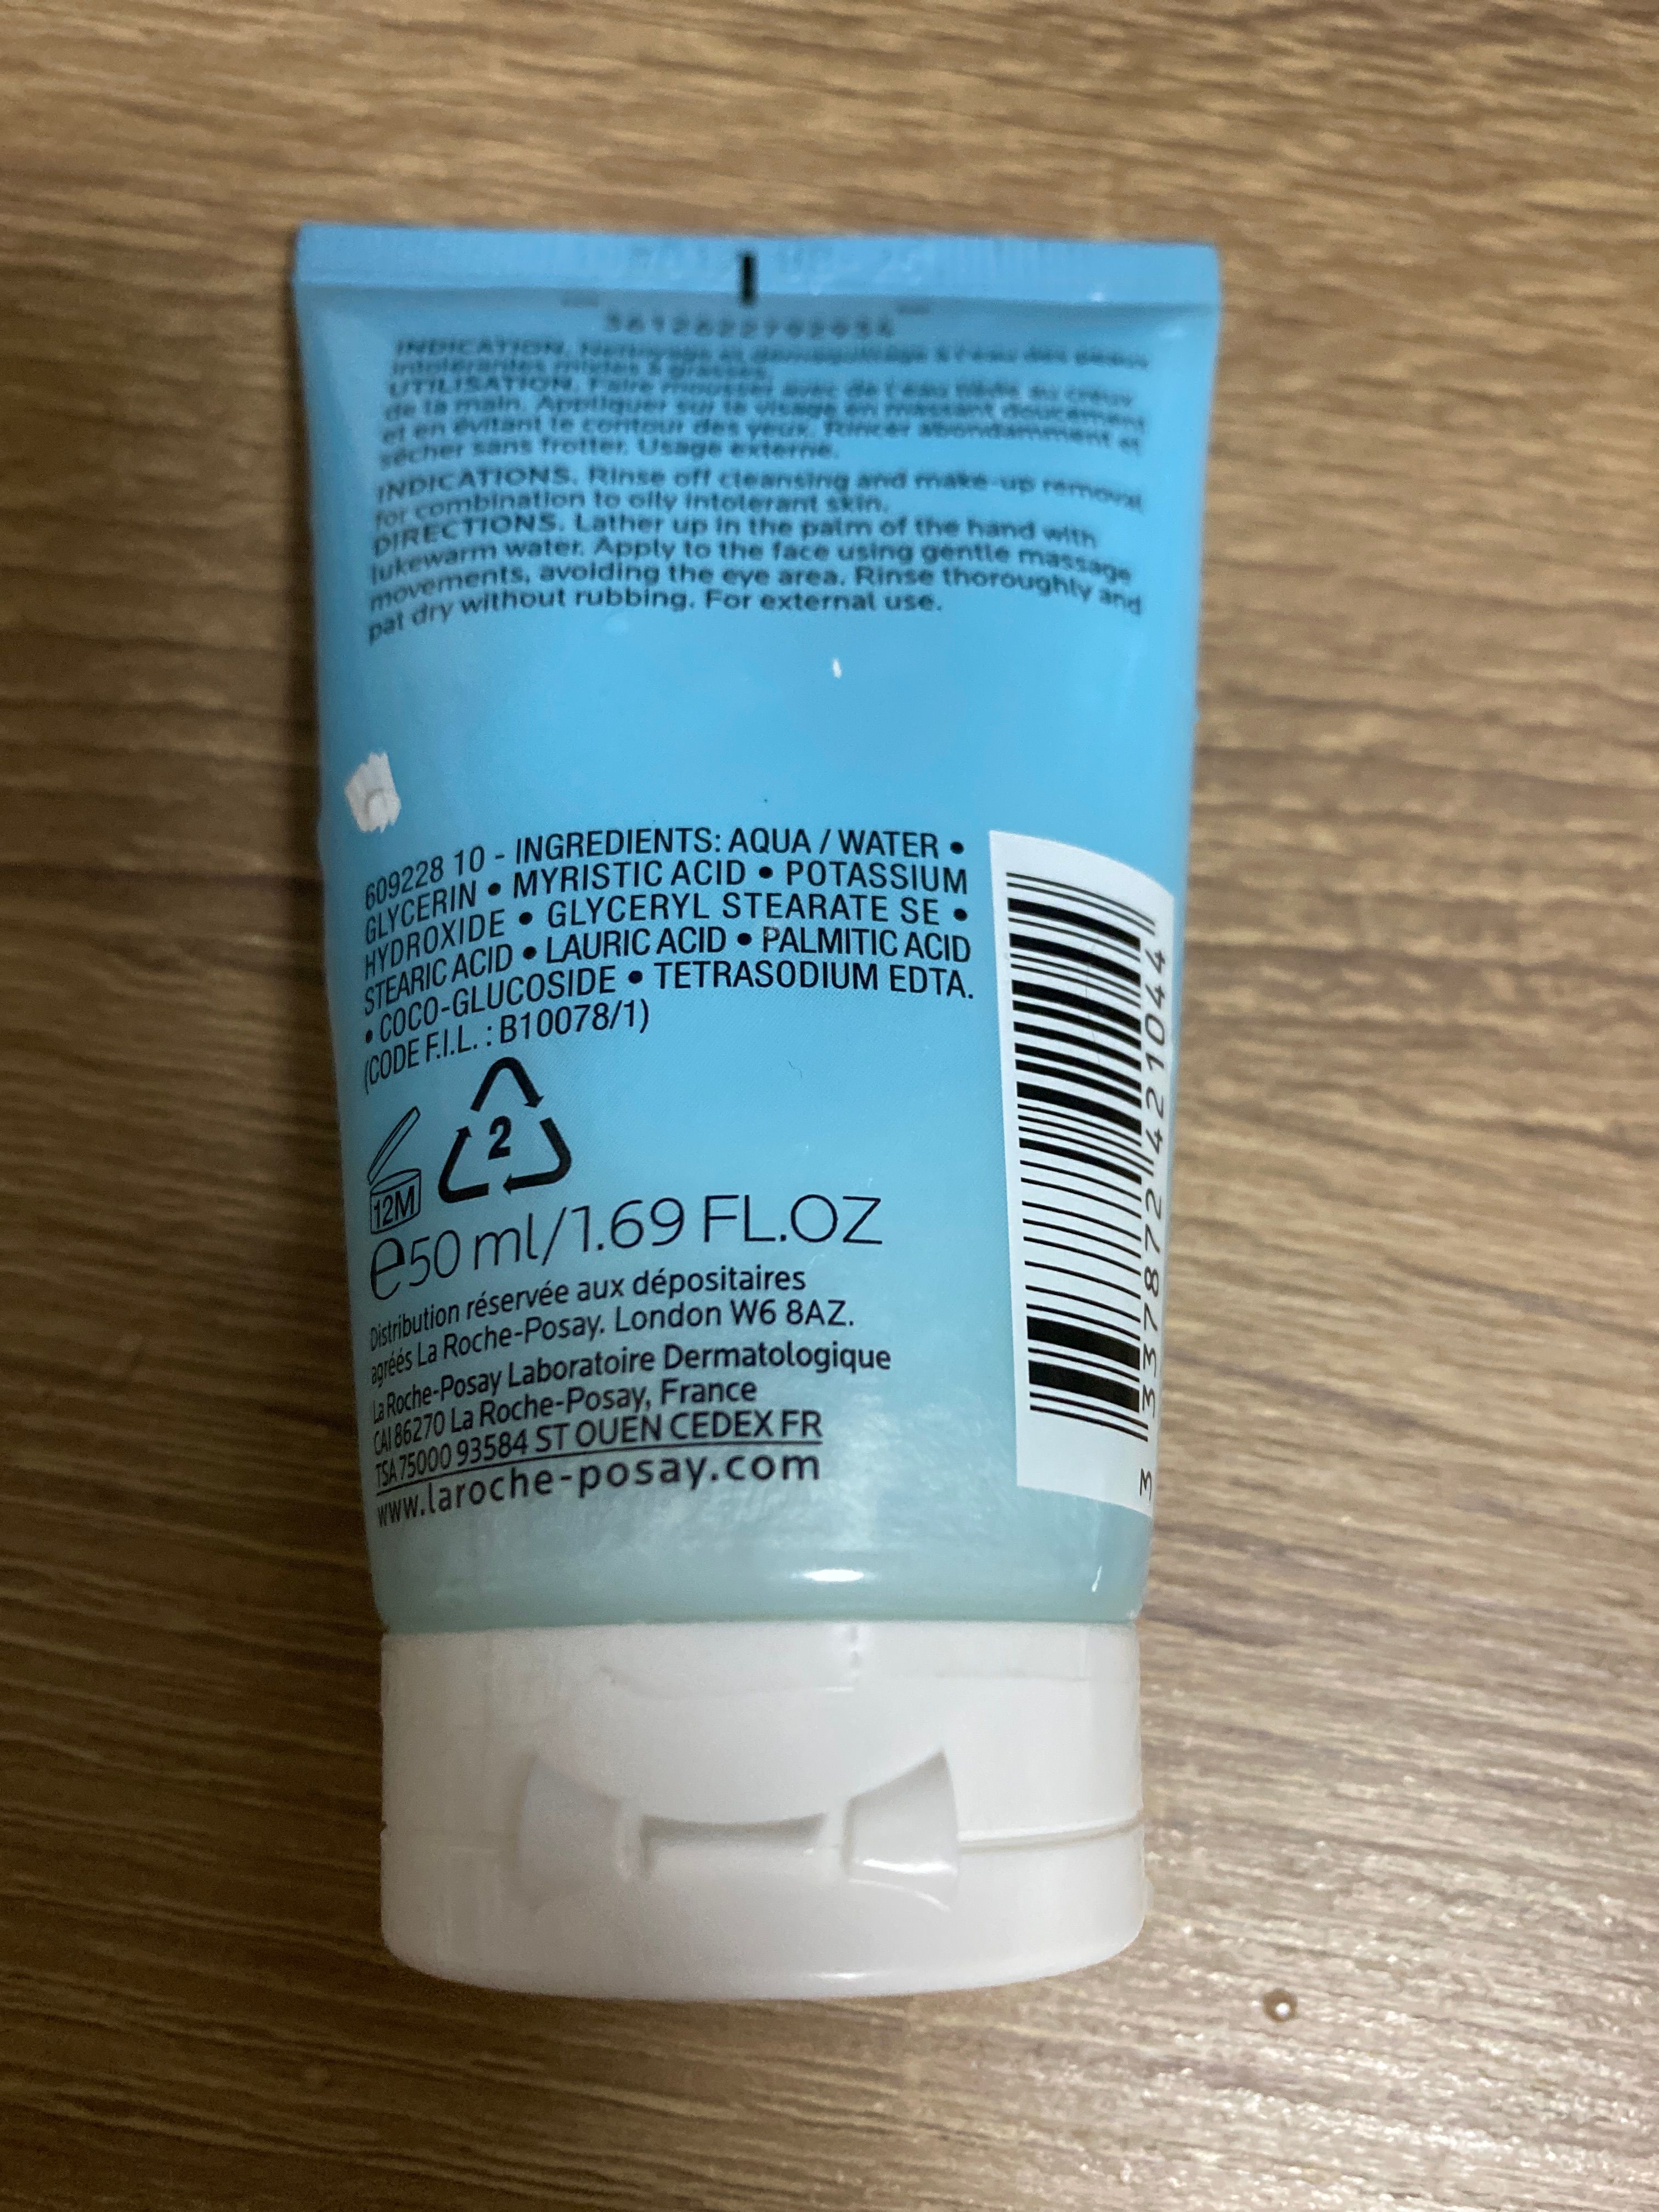 3612622792934
INDICATION. Nettoyage et démaquillage à l'eau des peaux
intolérantes mixtes à grasses.
UTILISATION. Faire mousser avec de l'eau tiède au creux
de la main. Appliquer sur le visage en massant doucement
et en évitant le contour des yeux. Rincer abondamment et
sécher sans frotter. Usage externe.
INDICATIONS. Rinse off cleansing and make-up removal
for combination to oily intolerant skin.
DIRECTIONS. Lather up in the palm of the hand with
lukewarm water. Apply to the face using gentle massage
movements, avoiding the eye area. Rinse thoroughly and
pat dry without rubbing. For external use.
609228 10 - INGREDIENTS: AQUA / WATER •
GLYCERIN • MYRISTIC ACID • POTASSIUM
HYDROXIDE • GLYCERYL STEARATE SE •
STEARIC ACID • LAURIC ACID • PALMITIC ACID
• COCO-GLUCOSIDE • TETRASODIUM EDTA.
(CODE F.I.L. : B10078/1)
2
12M
e50 ml/1.69 FL.OZ
Distribution réservée aux dépositaires
agréés La Roche-Posay. London W6 8AZ.
La Roche-Posay Laboratoire Dermatologique
CAI 86270 La Roche-Posay, France
TSA 75000 93584 ST OUEN CEDEX FR
www.laroche-posay.com
3 337872 421044